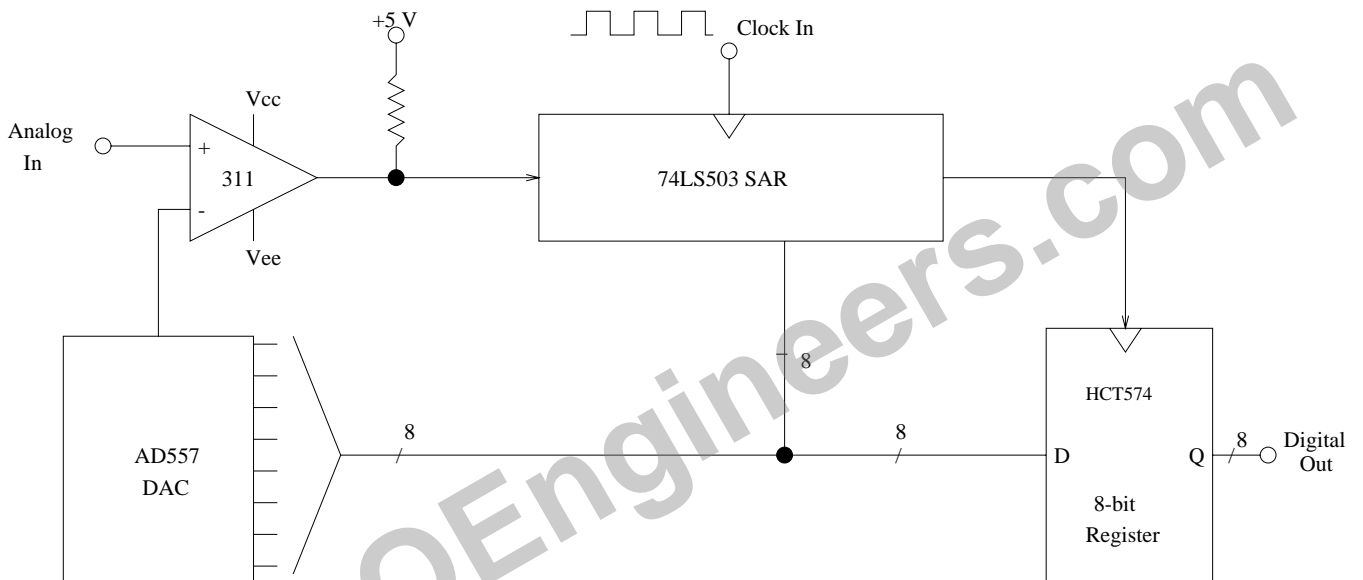 +5 V
Clock In
Vcc
Analog
In
+
311
-
Vee
74LS503 SAR
8
HCT574
8
8
8
Digital
Out
AD557
DAC
D
Q
8-bit
Register
OEngineers.com